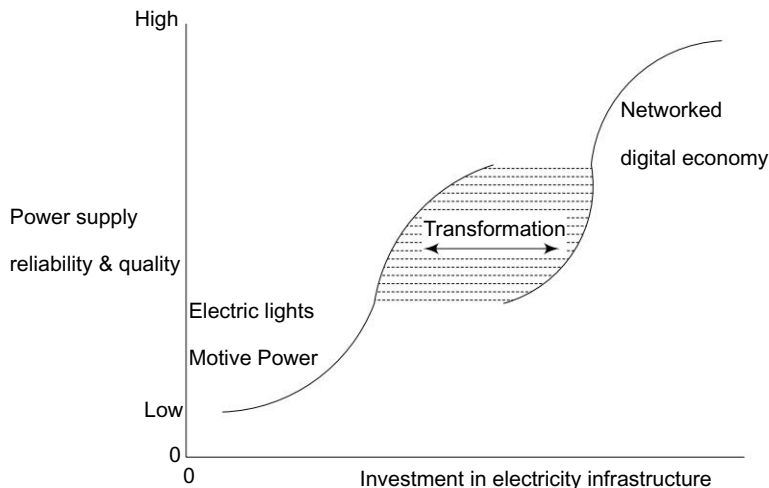 High
Networked
digital economy
Power supply
reliability & quality
Transformation
Electric lights
Motive Power
Low
0
0
Investment in electricity infrastructure